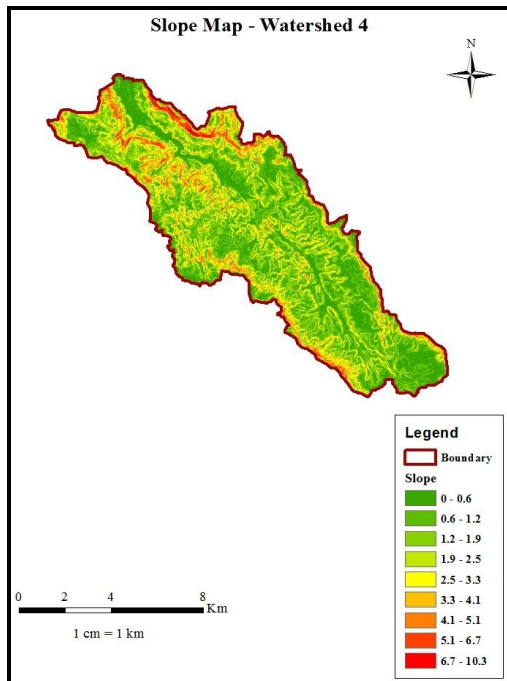 Slope Map - Watershed 4
N
Legend
Boundary
Slope
0 - 0.6
0.6 - 1.2
1.2 - 1.9
1.9 - 2.5
2.5 - 3.3
3.3 - 4.1
4.1 - 5.1
5.1 - 6.7
6.7 - 10.3
0 2 4 8
Km
1 cm = 1 km